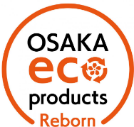 OSAKA
eco
products
Reborn